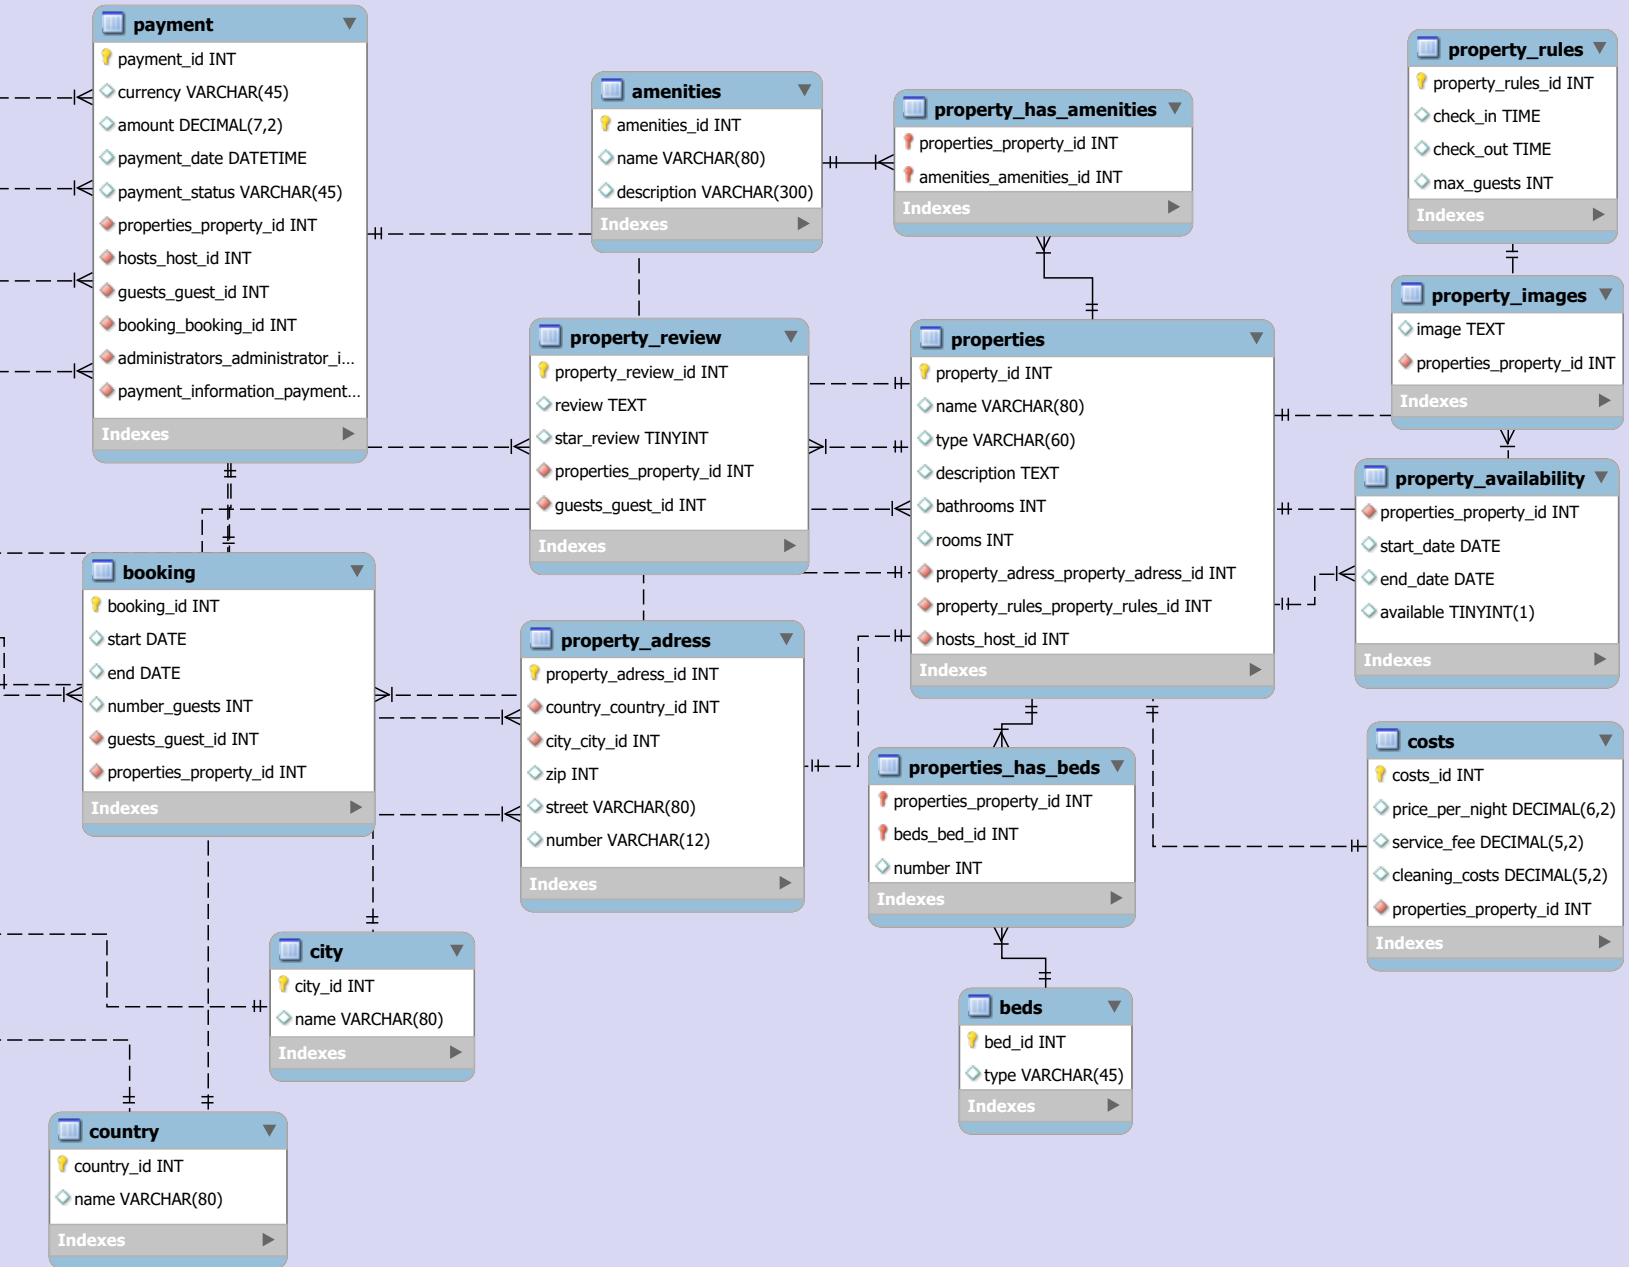 payment
payment_id INT
currency VARCHAR(45)
amount DECIMAL(7,2)
payment_date DATETIME
payment_status VARCHAR(45)
properties_property_id INT
hosts_host_id INT
guests_guest_id INT
booking_booking_id INT
administrators_administrator_i...
payment_information_payment...
Indexes
amenities
amenities_id INT
name VARCHAR(80)
description VARCHAR(300)
Indexes
property_has_amenities
properties_property_id INT
amenities_amenities_id INT
Indexes
property_rules
property_rules_id INT
check_in TIME
check_out TIME
max_guests INT
Indexes
property_images
image TEXT
properties_property_id INT
Indexes
property_review
property_review_id INT
review TEXT
star_review TINYINT
properties_property_id INT
guests_guest_id INT
Indexes
properties
property_id INT
name VARCHAR(80)
type VARCHAR(60)
description TEXT
bathrooms INT
rooms INT
property_adress_property_adress_id INT
property_rules_property_rules_id INT
hosts_host_id INT
Indexes
property_availability
properties_property_id INT
start_date DATE
end_date DATE
available TINYINT(1)
Indexes
booking
booking_id INT
start DATE
end DATE
number_guests INT
guests_guest_id INT
properties_property_id INT
Indexes
property_adress
property_adress_id INT
country_country_id INT
city_city_id INT
zip INT
street VARCHAR(80)
number VARCHAR(12)
Indexes
properties_has_beds
properties_property_id INT
beds_bed_id INT
number INT
Indexes
costs
costs_id INT
price_per_night DECIMAL(6,2)
service_fee DECIMAL(5,2)
cleaning_costs DECIMAL(5,2)
properties_property_id INT
Indexes
city
city_id INT
name VARCHAR(80)
Indexes
beds
bed_id INT
type VARCHAR(45)
Indexes
country
country_id INT
name VARCHAR(80)
Indexes